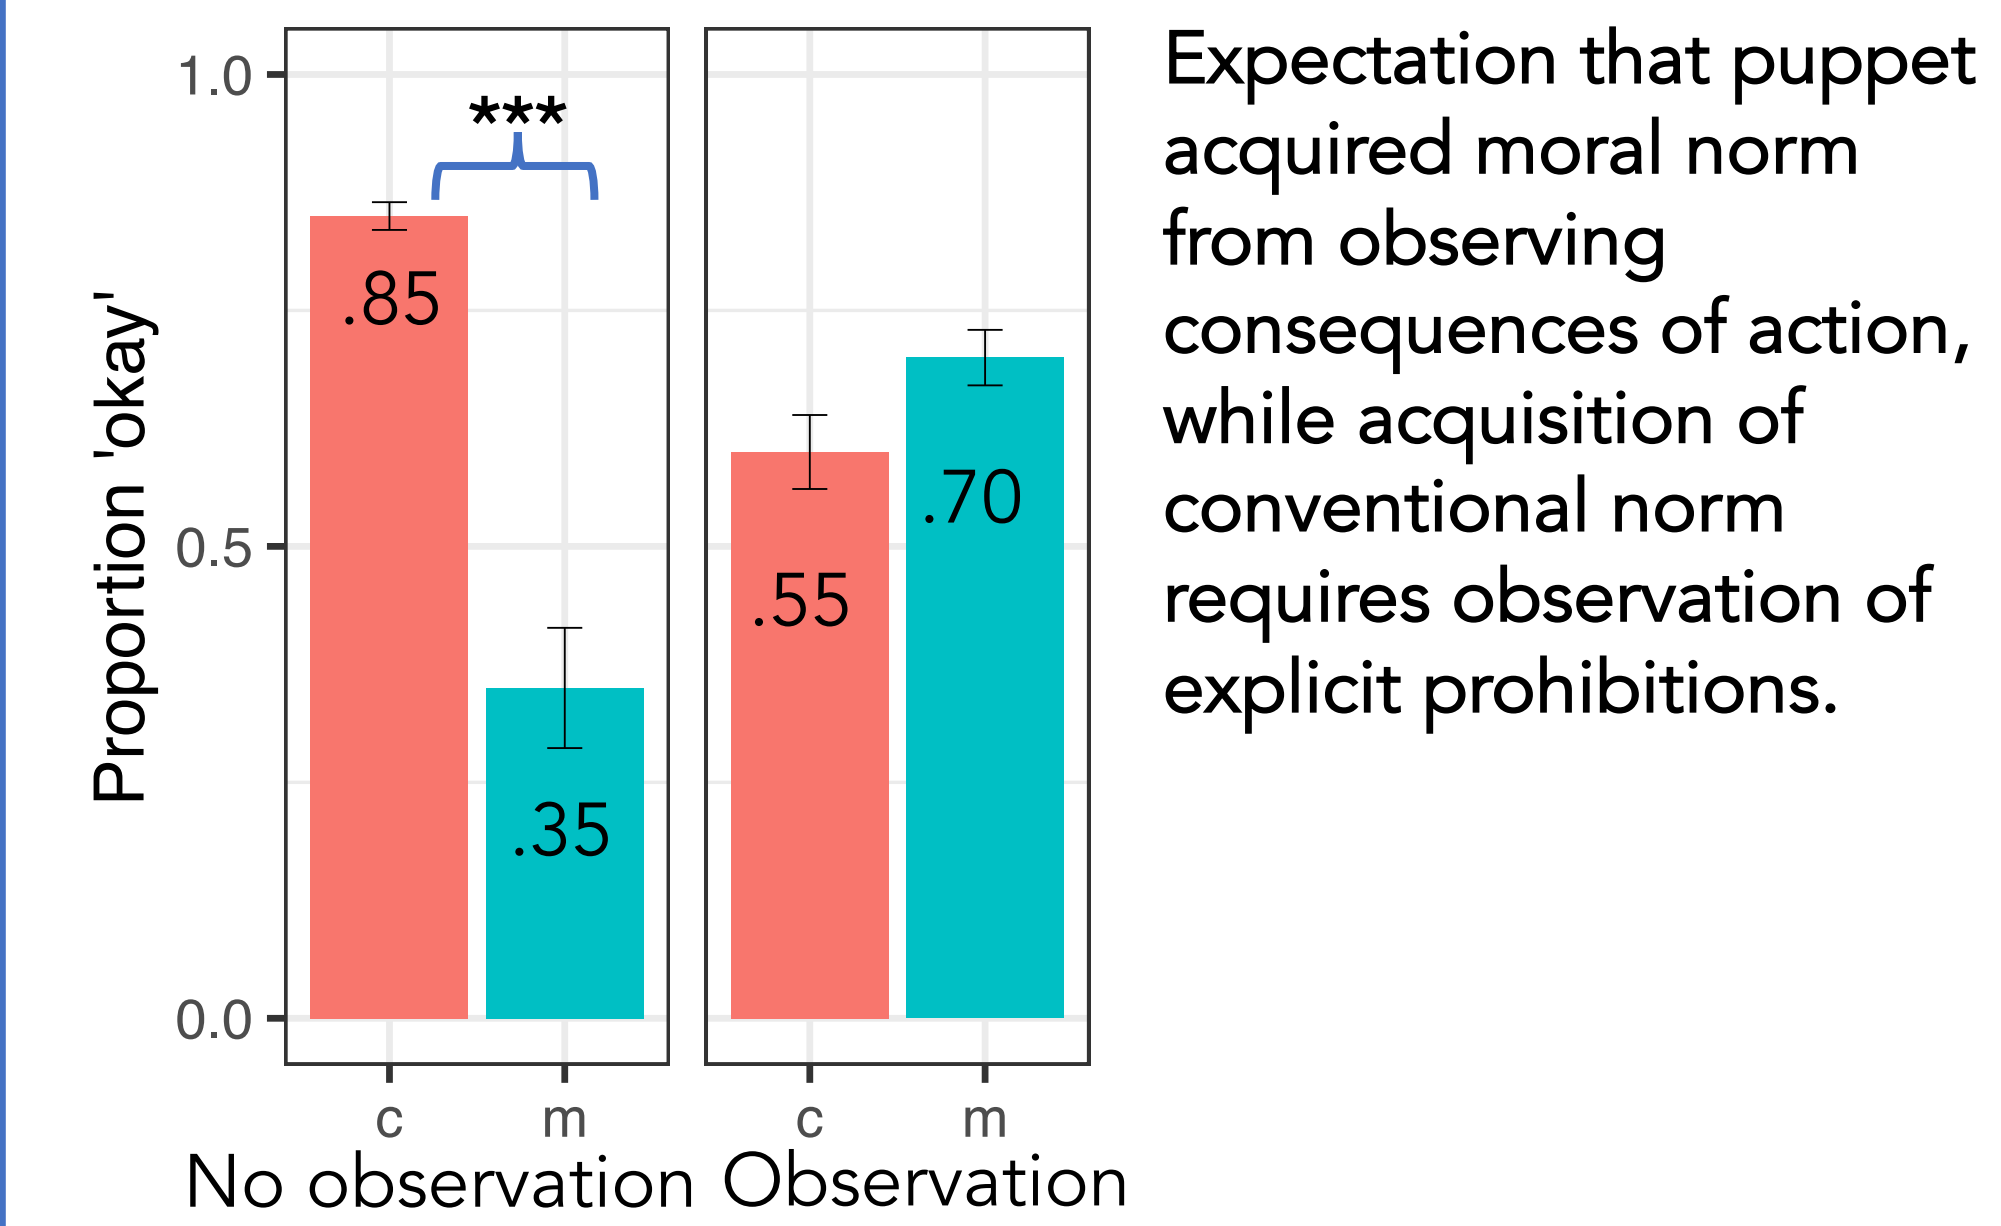 1.0
***
.85
Proportion 'okay'
0.5
.35
0.0
c
m
No observation
.70
.55
c
m
Observation
Expectation that puppet
acquired moral norm
from observing
consequences of action,
while acquisition of
conventional norm
requires observation of
explicit prohibitions.